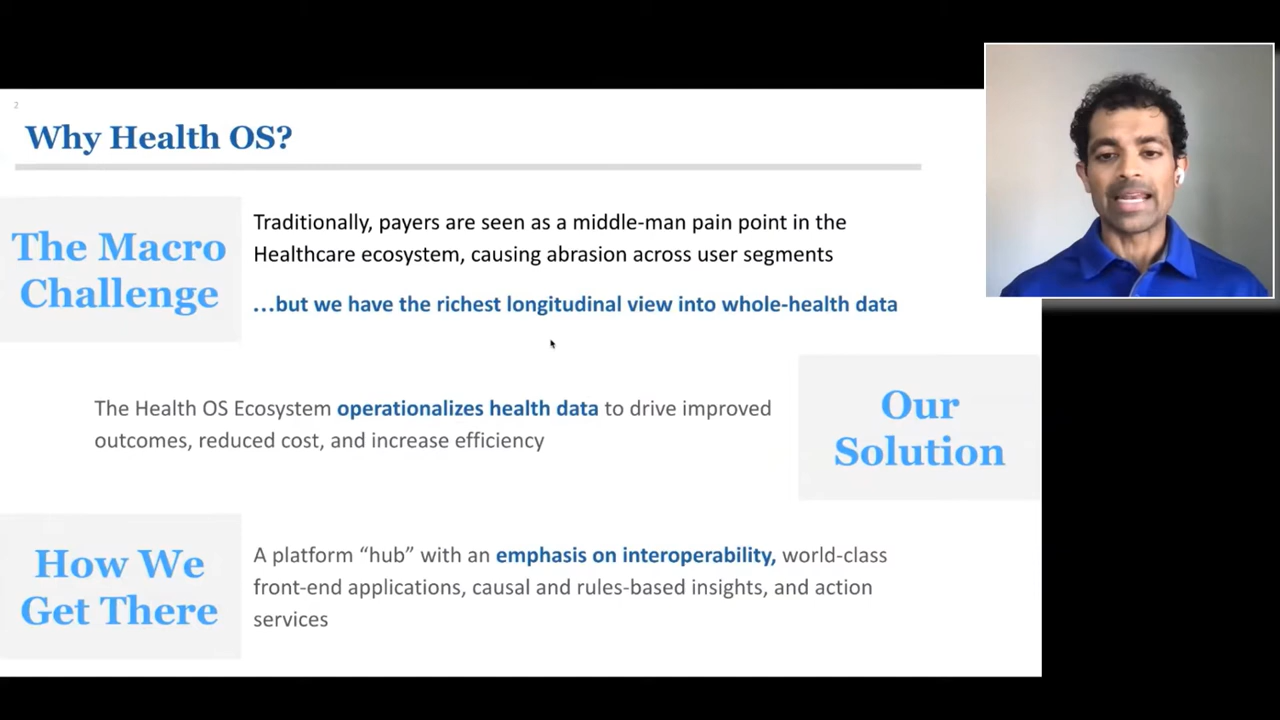 2
Why Health OS?
The Macro
Challenge
Traditionally, payers are seen as a middle-man pain point in the
Healthcare ecosystem, causing abrasion across user segments
...but we have the richest longitudinal view into whole-health data
The Health OS Ecosystem operationalizes health data to drive improved
outcomes, reduced cost, and increase efficiency
Our
Solution
How We
Get There
A platform “hub” with an emphasis on interoperability, world-class
front-end applications, causal and rules-based insights, and action
services